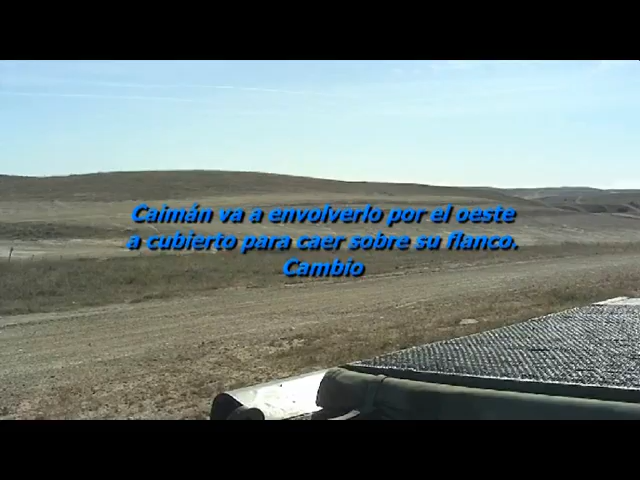 Caimán va a envolverlo por el oeste
a cubierto para caer sobre su flanco.
Cambio